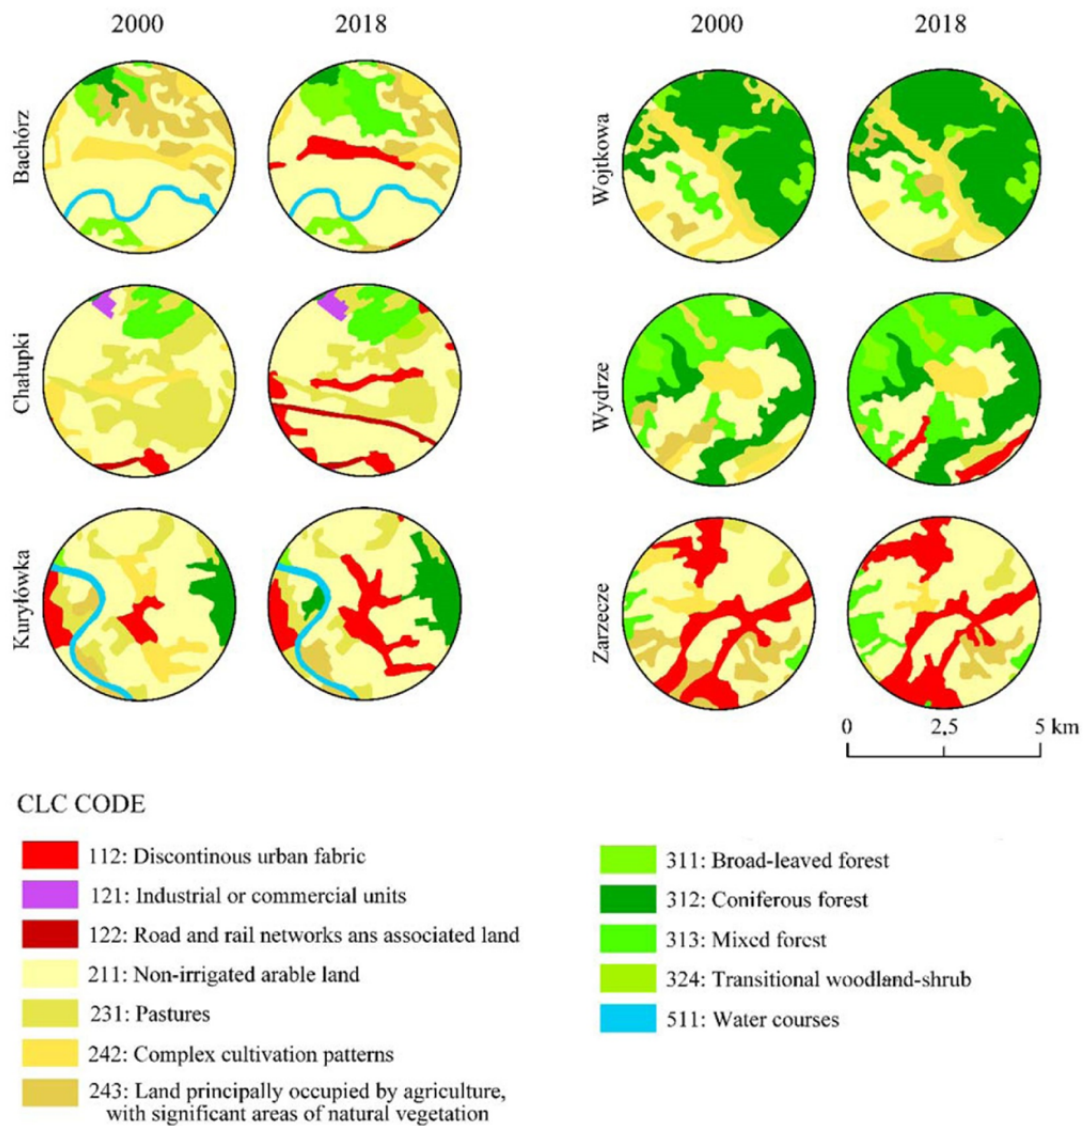 2000 2018 2000 2018
Bachórz
Wojtkowa
Chałupki
Wydrze
Kuryłówka
Zarzecze
0 2,5 5 km
CLC CODE
112: Discontinous urban fabric
121: Industrial or commercial units
122: Road and rail networks ans associated land
211: Non-irrigated arable land
231: Pastures
242: Complex cultivation patterns
243: Land principally occupied by agriculture,
with significant areas of natural vegetation
311: Broad-leaved forest
312: Coniferous forest
313: Mixed forest
324: Transitional woodland-shrub
511: Water courses